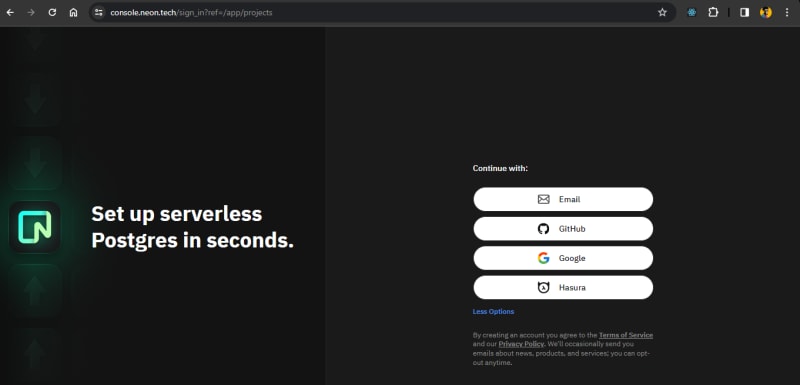 console.neon.tech/sign_in?ref=/app/projects
Set up serverless
Postgres in seconds.
Continue with:
Email
GitHub
Google
Hasura
Less Options
By creating an account you agree to the Terms of Service
and our Privacy Policy. We'll occasionally send you
emails about news, products, and services; you can opt-
out anytime.